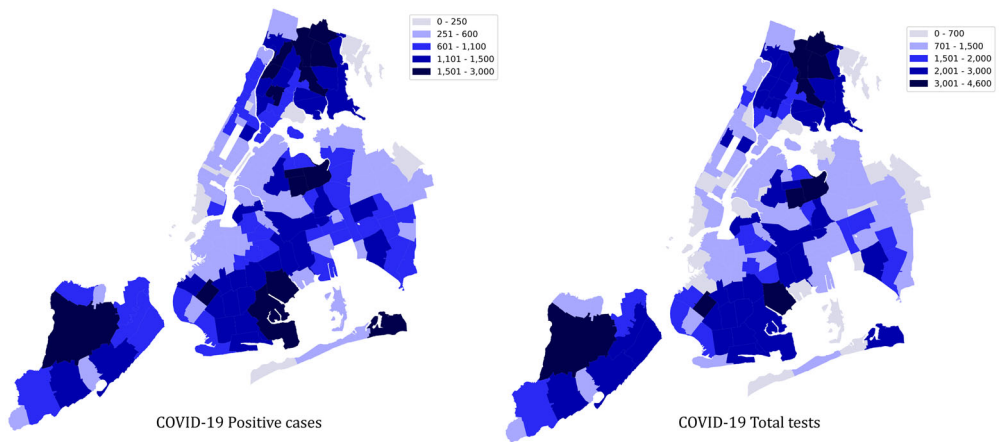 0 - 250
251 - 600
601 - 1,100
1,101 - 1,500
1,501 - 3,000
COVID-19 Positive cases
0 - 700
701 - 1,500
1,501 - 2,000
2,001 - 3,000
3,001 - 4,600
COVID-19 Total tests